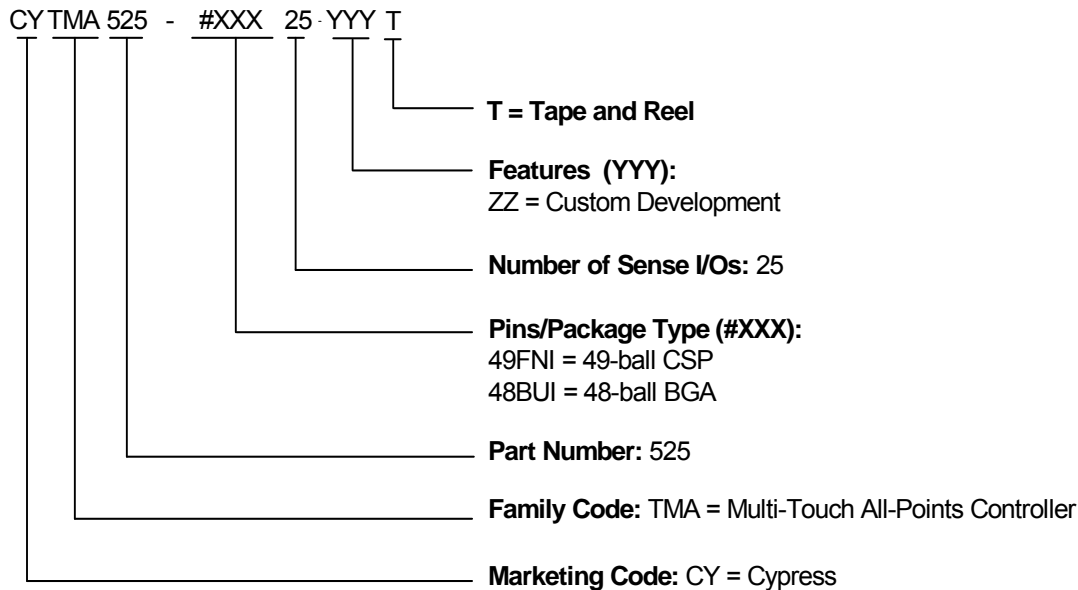 CY TMA 525 - #XXX 25 - YYY T
T = Tape and Reel
Features (YYY):
ZZ = Custom Development
Number of Sense I/Os: 25
Pins/Package Type (#XXX):
49FNI = 49-ball CSP
48BUI = 48-ball BGA
Part Number: 525
Family Code: TMA = Multi-Touch All-Points Controller
Marketing Code: CY = Cypress